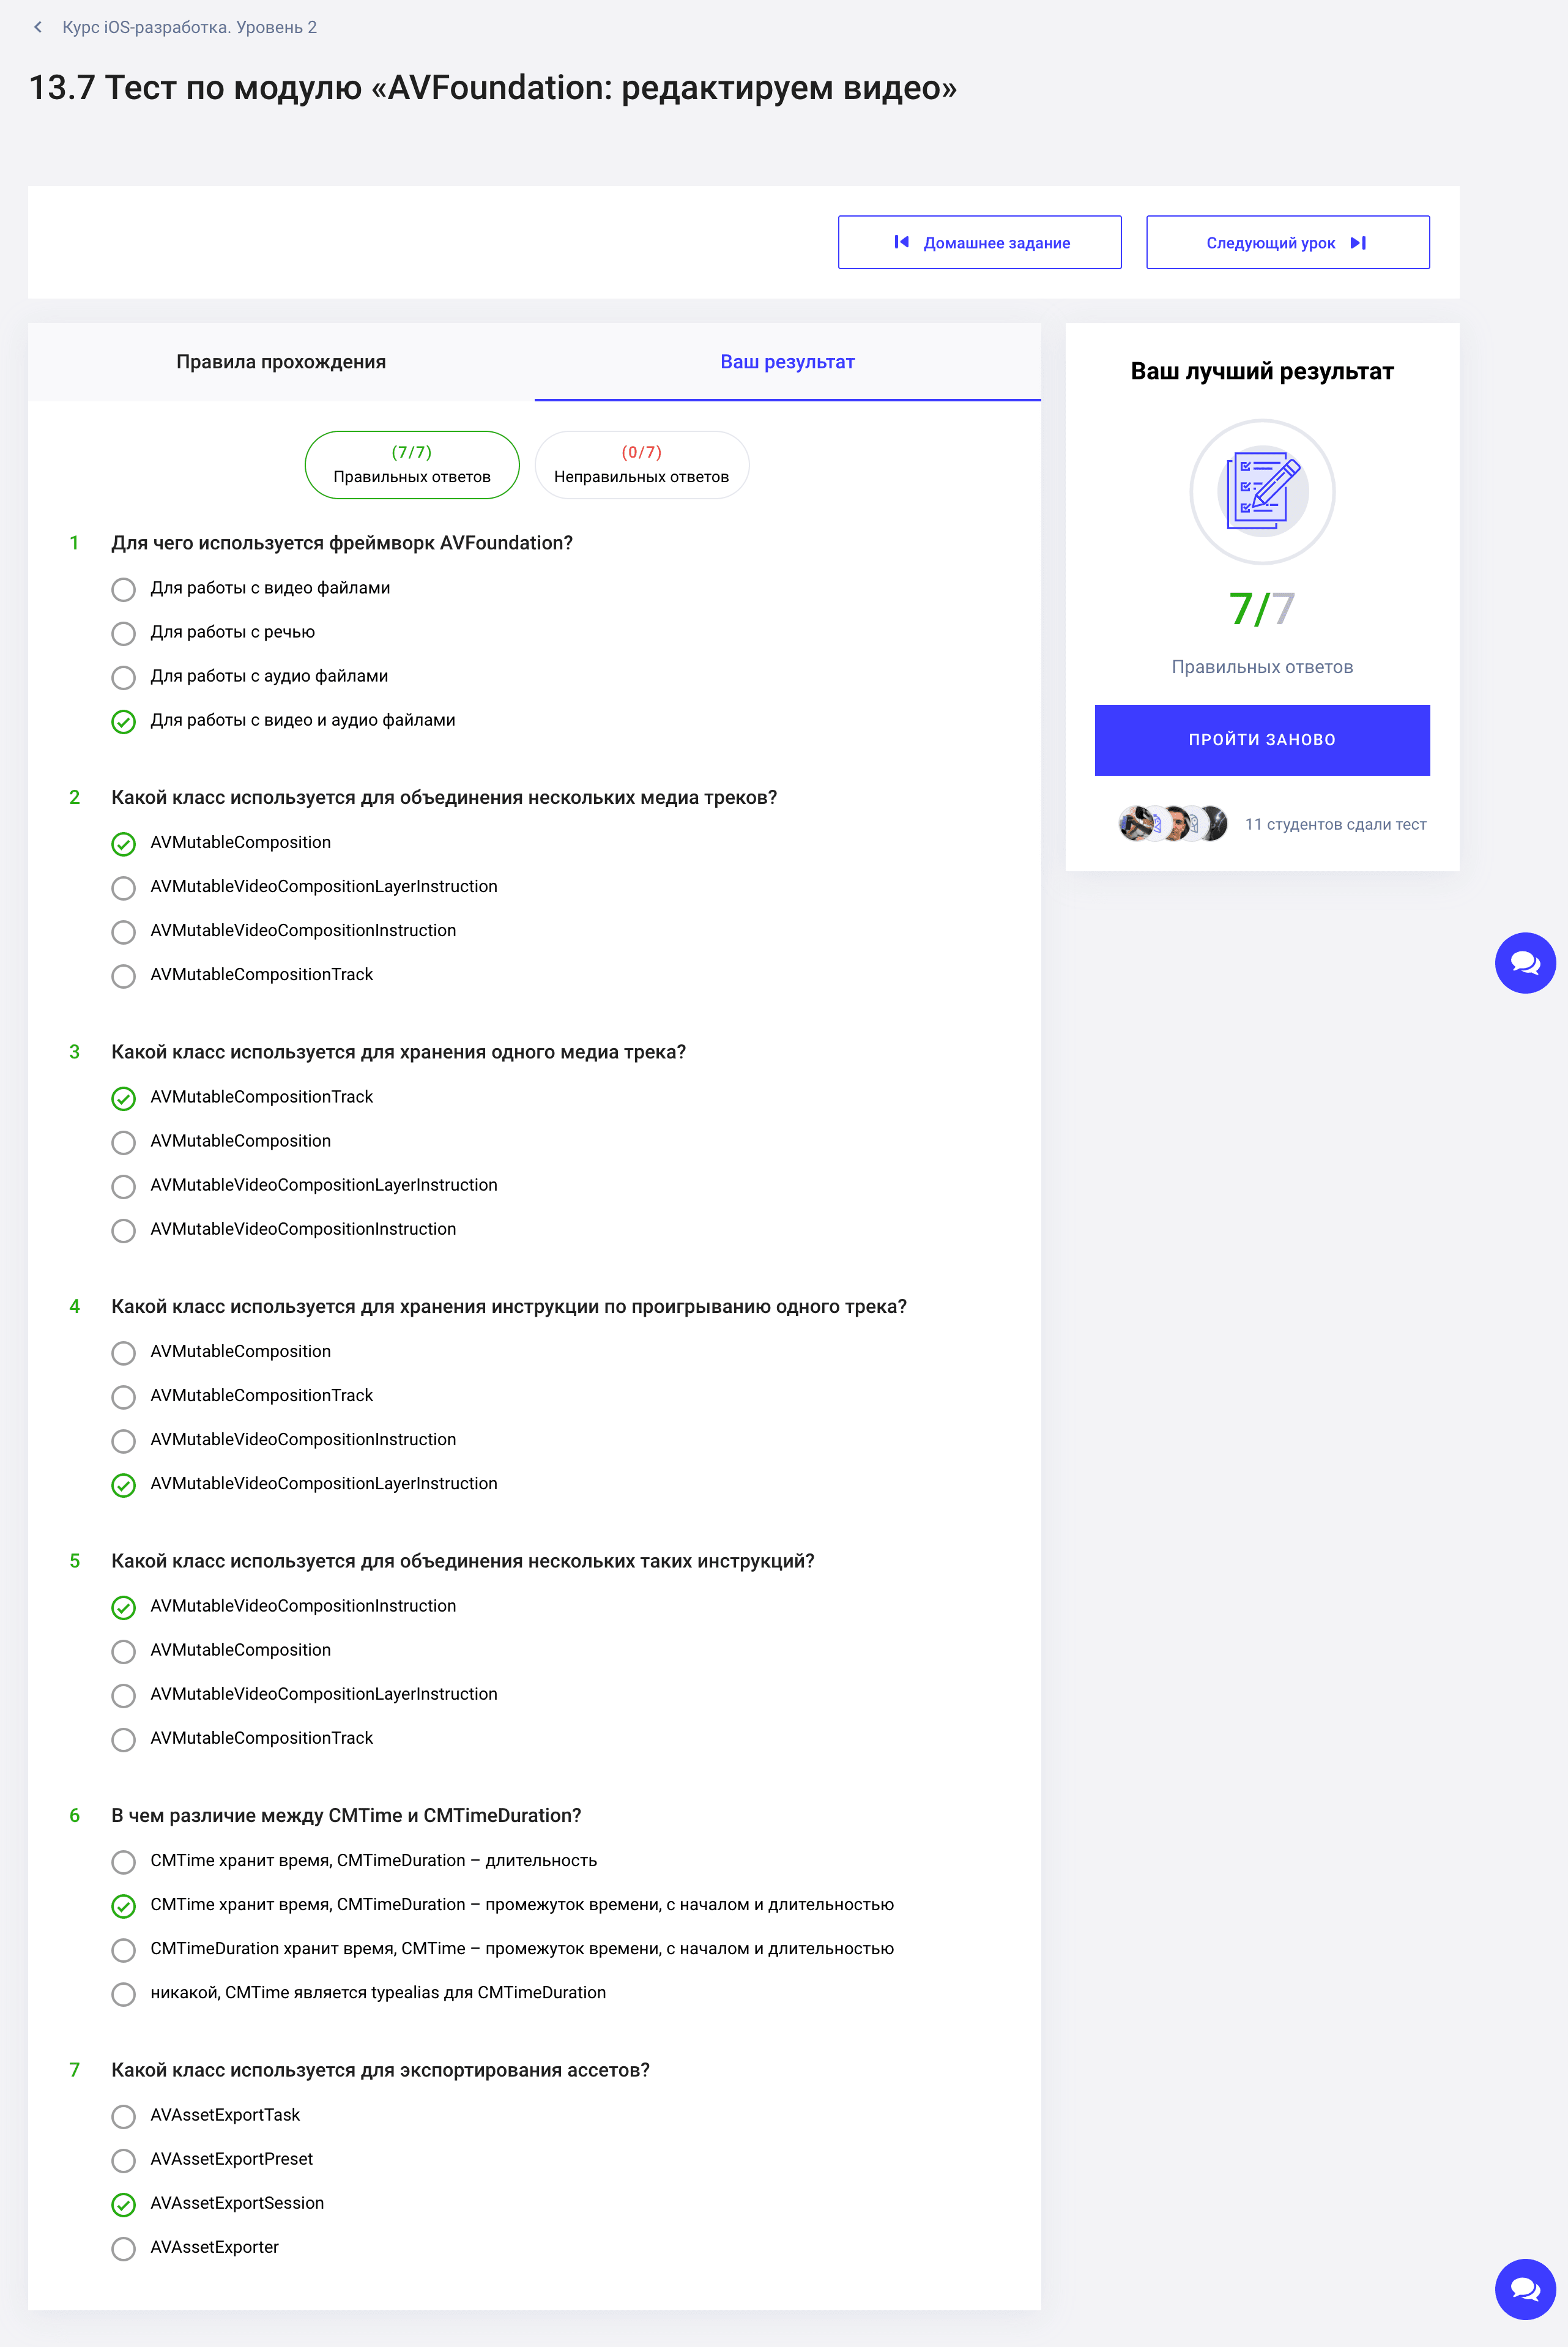 Курс iOS-разработка. Уровень 2
13.7 Тест по модулю «AVFoundation: редактируем видео»
Домашнее задание
Следующий урок
Правила прохождения
Ваш результат
(7/7)
Правильных ответов
(0/7)
Неправильных ответов
1 Для чего используется фреймворк AVFoundation?
Для работы с видео файлами
Для работы с речью
Для работы с аудио файлами
Для работы с видео и аудио файлами
2 Какой класс используется для объединения нескольких медиа треков?
AVMutableComposition
AVMutableVideoCompositionLayerInstruction
AVMutableVideoCompositionInstruction
AVMutableCompositionTrack
3 Какой класс используется для хранения одного медиа трека?
AVMutableCompositionTrack
AVMutableComposition
AVMutableVideoCompositionLayerInstruction
AVMutableVideoCompositionInstruction
4 Какой класс используется для хранения инструкции по проигрыванию одного трека?
AVMutableComposition
AVMutableCompositionTrack
AVMutableVideoCompositionInstruction
AVMutableVideoCompositionLayerInstruction
5 Какой класс используется для объединения нескольких таких инструкций?
AVMutableVideoCompositionInstruction
AVMutableComposition
AVMutableVideoCompositionLayerInstruction
AVMutableCompositionTrack
6 В чем различие между CMTime и CMTimeDuration?
CMTime хранит время, CMTimeDuration – длительность
CMTime хранит время, CMTimeDuration – промежуток времени, с началом и длительностью
CMTimeDuration хранит время, CMTime – промежуток времени, с началом и длительностью
никакой, CMTime является typealias для CMTimeDuration
7 Какой класс используется для экспортирования ассетов?
AVAssetExportTask
AVAssetExportPreset
AVAssetExportSession
AVAssetExporter
Ваш лучший результат
7/7
Правильных ответов
ПРОЙТИ ЗАНОВО
11 студентов сдали тест